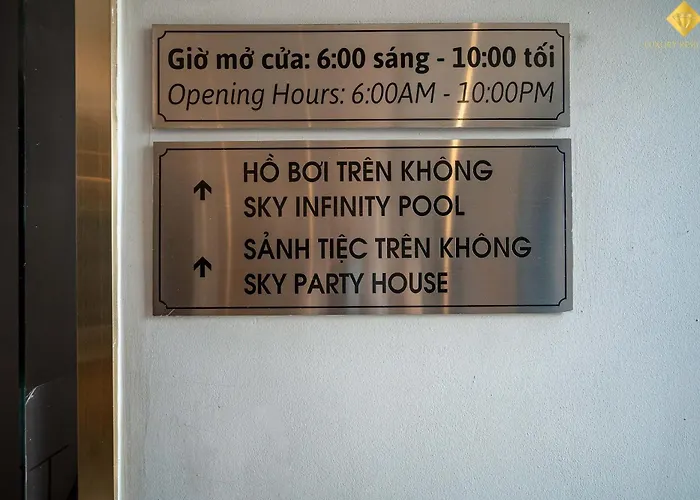 Giờ mở cửa: 6:00 sáng - 10:00 tối
Opening Hours: 6:00AM - 10:00PM
HỒ BƠI TRÊN KHÔNG
SKY INFINITY POOL
SẢNH TIỆC TRÊN KHÔNG
SKY PARTY HOUSE